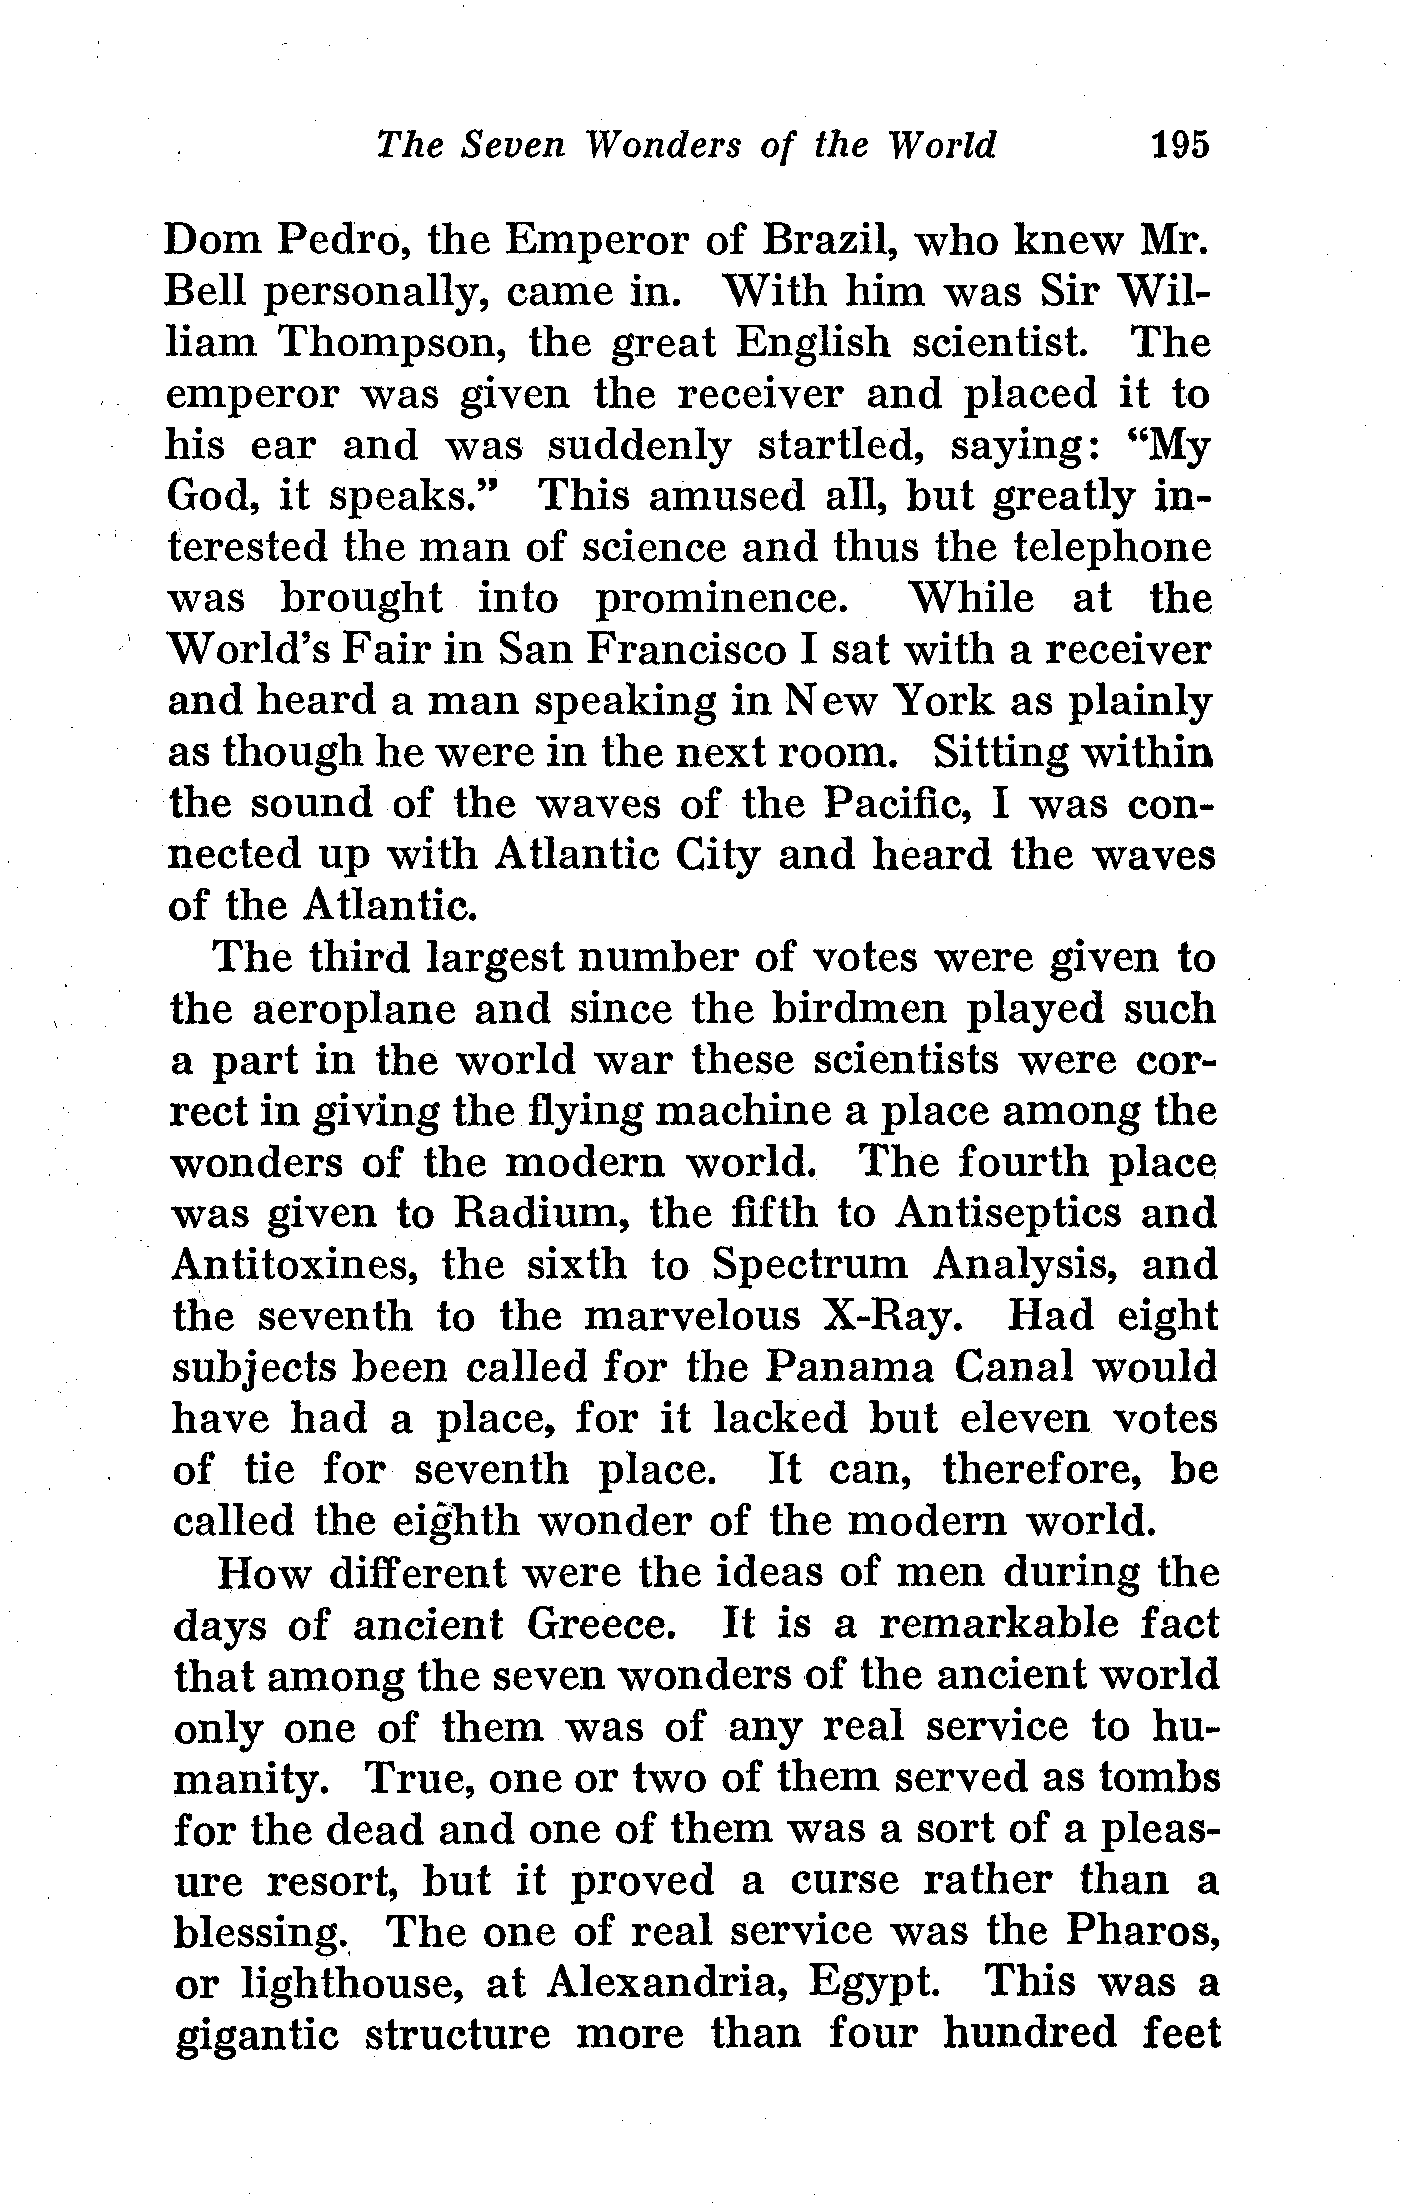 The Seven Wonders of the World 195
Dom Pedro, the Emperor of Brazil, who knew Mr.
Bell personally, came in. With him was Sir Wil-
liam Thompson, the great English scientist. The
emperor was given the receiver and placed it to
his ear and was suddenly startled, saying: “My
God, it speaks.” This amused all, but greatly in-
terested the man of science and thus the telephone
was brought into prominence. While at the
World's Fair in San Francisco I sat with a receiver
and heard a man speaking in New York as plainly
as though he were in the next room. Sitting within
the sound of the waves of the Pacific, I was con-
nected up with Atlantic City and heard the waves
of the Atlantic.
The third largest number of votes were given to
the aeroplane and since the birdmen played such
a part in the world war these scientists were cor-
rect in giving the flying machine a place among the
wonders of the modern world. The fourth place
was given to Radium, the fifth to Antiseptics and
Antitoxines, the sixth to Spectrum Analysis, and
the seventh to the marvelous X-Ray. Had eight
subjects been called for the Panama Canal would
have had a place, for it lacked but eleven votes
of tie for seventh place. It can, therefore, be
called the eighth wonder of the modern world.
How different were the ideas of men during the
days of ancient Greece. It is a remarkable fact
that among the seven wonders of the ancient world
only one of them was of any real service to hu-
manity. True, one or two of them served as tombs
for the dead and one of them was a sort of a pleas-
ure resort, but it proved a curse rather than a
blessing. The one of real service was the Pharos,
or lighthouse, at Alexandria, Egypt. This was a
gigantic structure more than four hundred feet